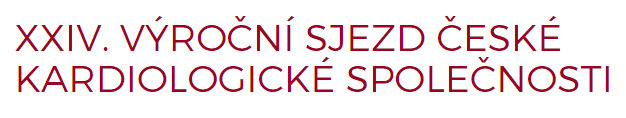 XXIV. VÝROČNÍ SJEZD ČESKÉ
KARDIOLOGICKÉ SPOLEČNOSTI